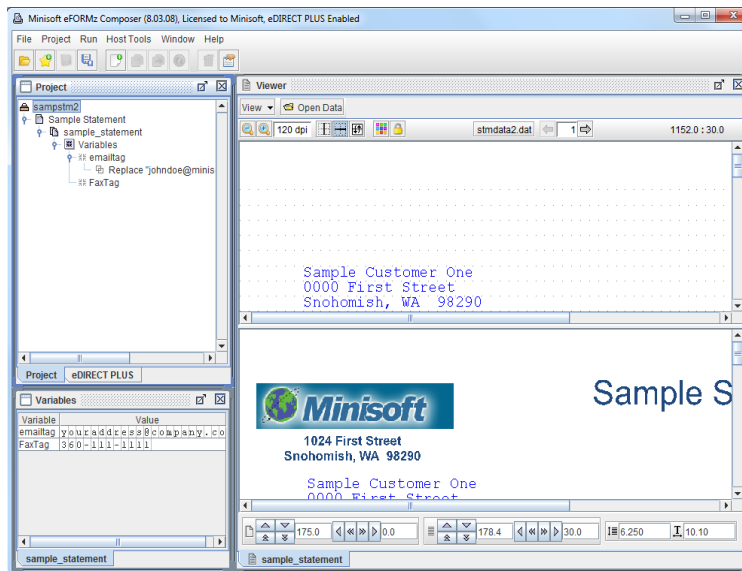 Minisoft eFORMz Composer (8.03.08), Licensed to Minisoft, eDIRECT PLUS Enabled
File Project Run Host Tools Window Help
Project
sampstm2
Sample Statement
sample_statement
Variables
emailtag
Replace "johndoe@minis
FaxTag
Project eDIRECT PLUS
Variables
Variable Value
emailtag youraddress@company.co
FaxTag 360-111-1111
sample_statement
Viewer
View Open Data
120 dpi stmdata2.dat 1 1152.0 : 30.0
Sample Customer One
0000 First Street
Snohomish, WA 98290
Minisoft Sample S
1024 First Street
Snohomish, WA 98290
Sample Customer One
0000 First Street
175.0 0.0 178.4 30.0 6.250 10.10
sample_statement